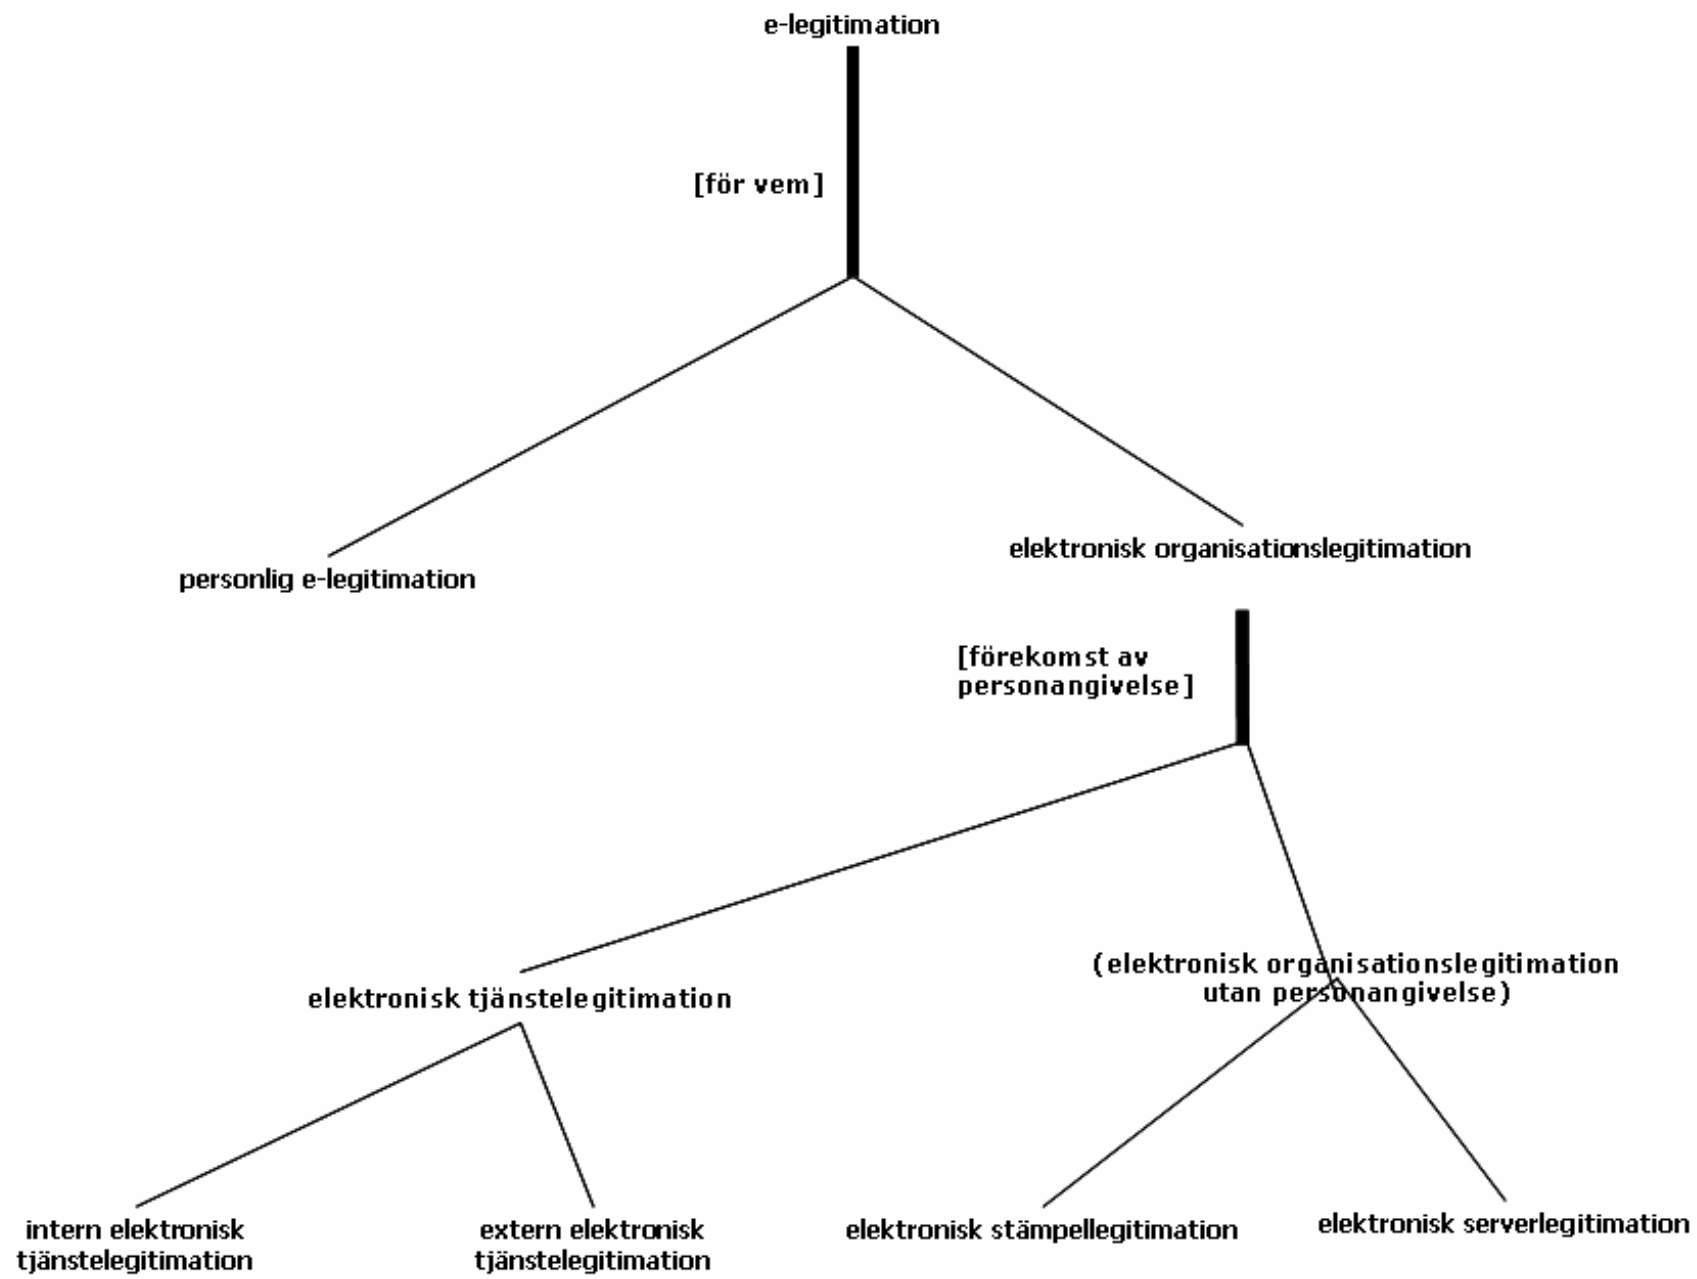 e-legitimation
[för vem]
elektronisk organisationslegitimation
personlig e-legitimation
[förekomst av
personangivelse]
(elektronisk organisationslegitimation
utan personangivelse)
elektronisk tjänstelegitimation
intern elektronisk
tjänstelegitimation
extern elektronisk
tjänstelegitimation
elektronisk stämpellegitimation
elektronisk serverlegitimation